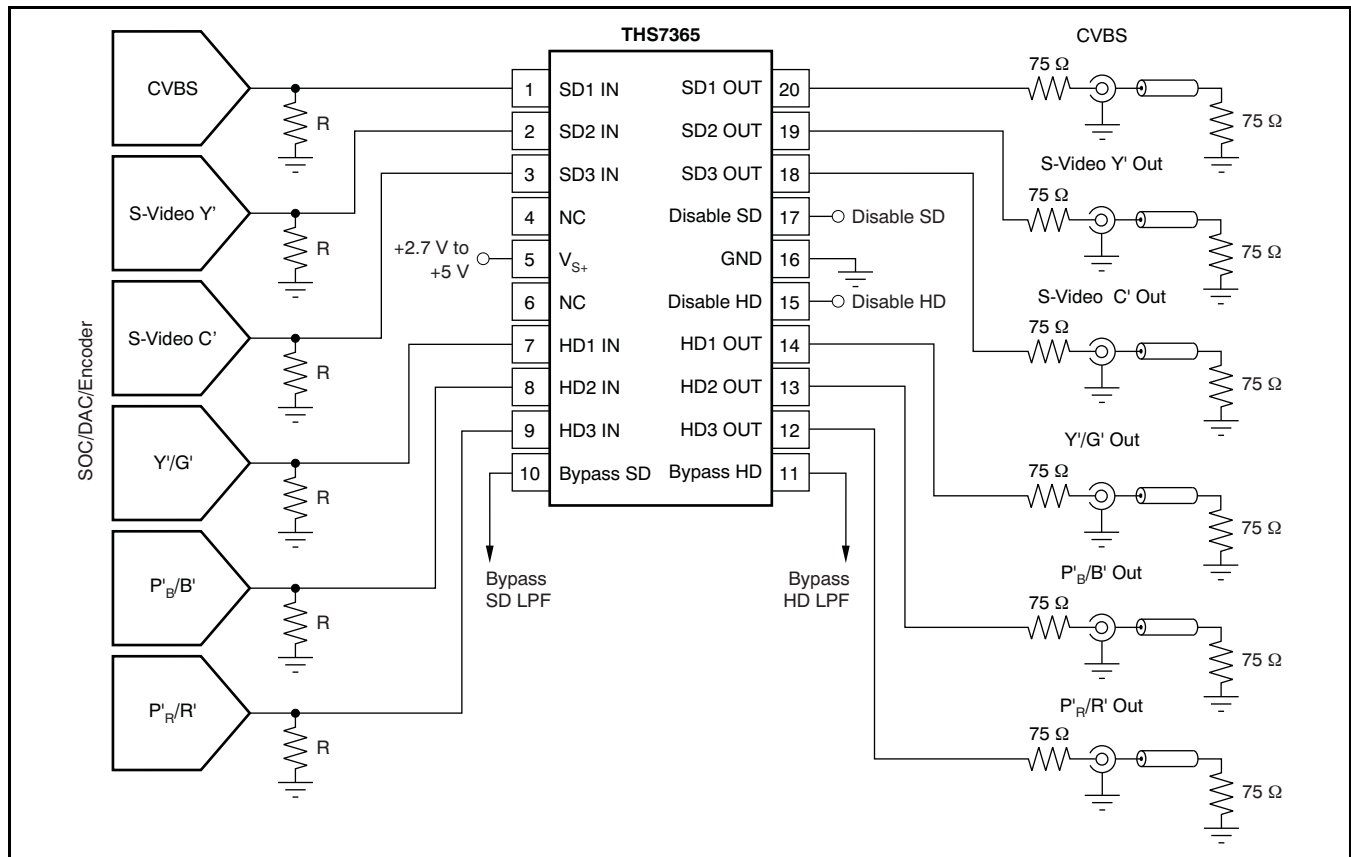 THS7365
SOC/DAC/Encoder
CVBS
R
S-Video Y'
R
S-Video C'
R
Y'/G'
R
P'B/B'
R
P'R/R'
R
+2.7 V to
+5 V
1 SD1 IN
2 SD2 IN
3 SD3 IN
4 NC
5 VS+
6 NC
7 HD1 IN
8 HD2 IN
9 HD3 IN
10 Bypass SD
SD1 OUT 20
SD2 OUT 19
SD3 OUT 18
Disable SD 17
GND 16
Disable HD 15
HD1 OUT 14
HD2 OUT 13
HD3 OUT 12
Bypass HD 11
Disable SD
Disable HD
Bypass
SD LPF
Bypass
HD LPF
CVBS
75 Ω
75 Ω
S-Video Y' Out
75 Ω
75 Ω
S-Video C' Out
75 Ω
75 Ω
Y'/G' Out
75 Ω
75 Ω
P'B/B' Out
75 Ω
75 Ω
P'R/R' Out
75 Ω
75 Ω